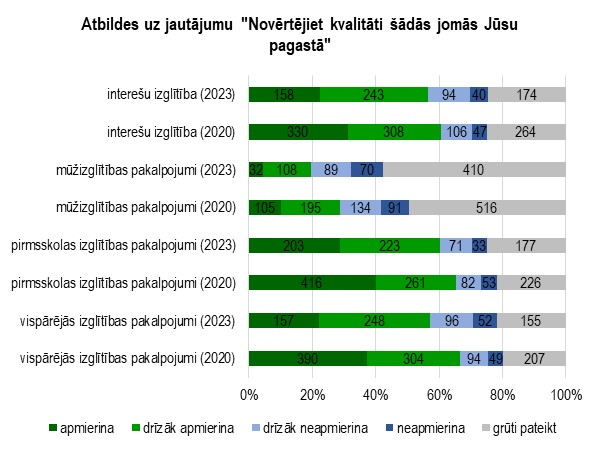 Atbildes uz jautājumu "Novērtējiet kvalitāti šādās jomās Jūsu
pagastā"
interešu izglītība (2023) 158 243 94 40 174
interešu izglītība (2020) 330 308 106 47 264
mūžizglītības pakalpojumi (2023) 32 108 89 70 410
mūžizglītības pakalpojumi (2020) 105 195 134 91 516
pirmsskolas izglītības pakalpojumi (2023) 203 223 71 33 177
pirmsskolas izglītības pakalpojumi (2020) 416 261 82 53 226
vispārējās izglītības pakalpojumi (2023) 157 248 96 52 155
vispārējās izglītības pakalpojumi (2020) 390 304 94 49 207
0% 20% 40% 60% 80% 100%
apmierina drīzāk apmierina drīzāk neapmierina neapmierina grūti pateikt